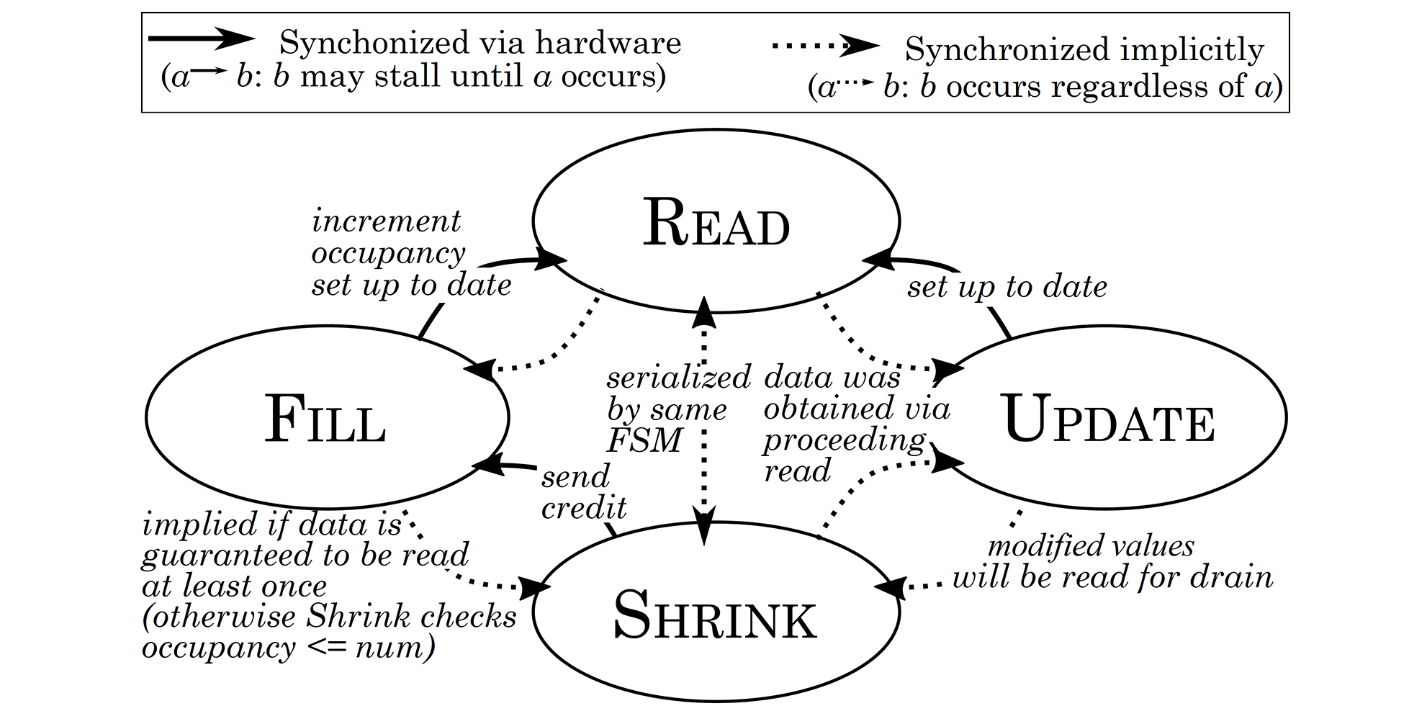 Synchonized via hardware
(a→ b: b may stall until a occurs)
Synchronized implicitly
(a⇢ b: b occurs regardless of a)
READ
increment
occupancy
set up to date
set up to date
FILL
UPDATE
serialized
by same
FSM
data was
obtained via
proceeding
read
send
credit
implied if data is
guaranteed to be read
at least once
(otherwise Shrink checks
occupancy <= num)
modified values
will be read for drain
SHRINK